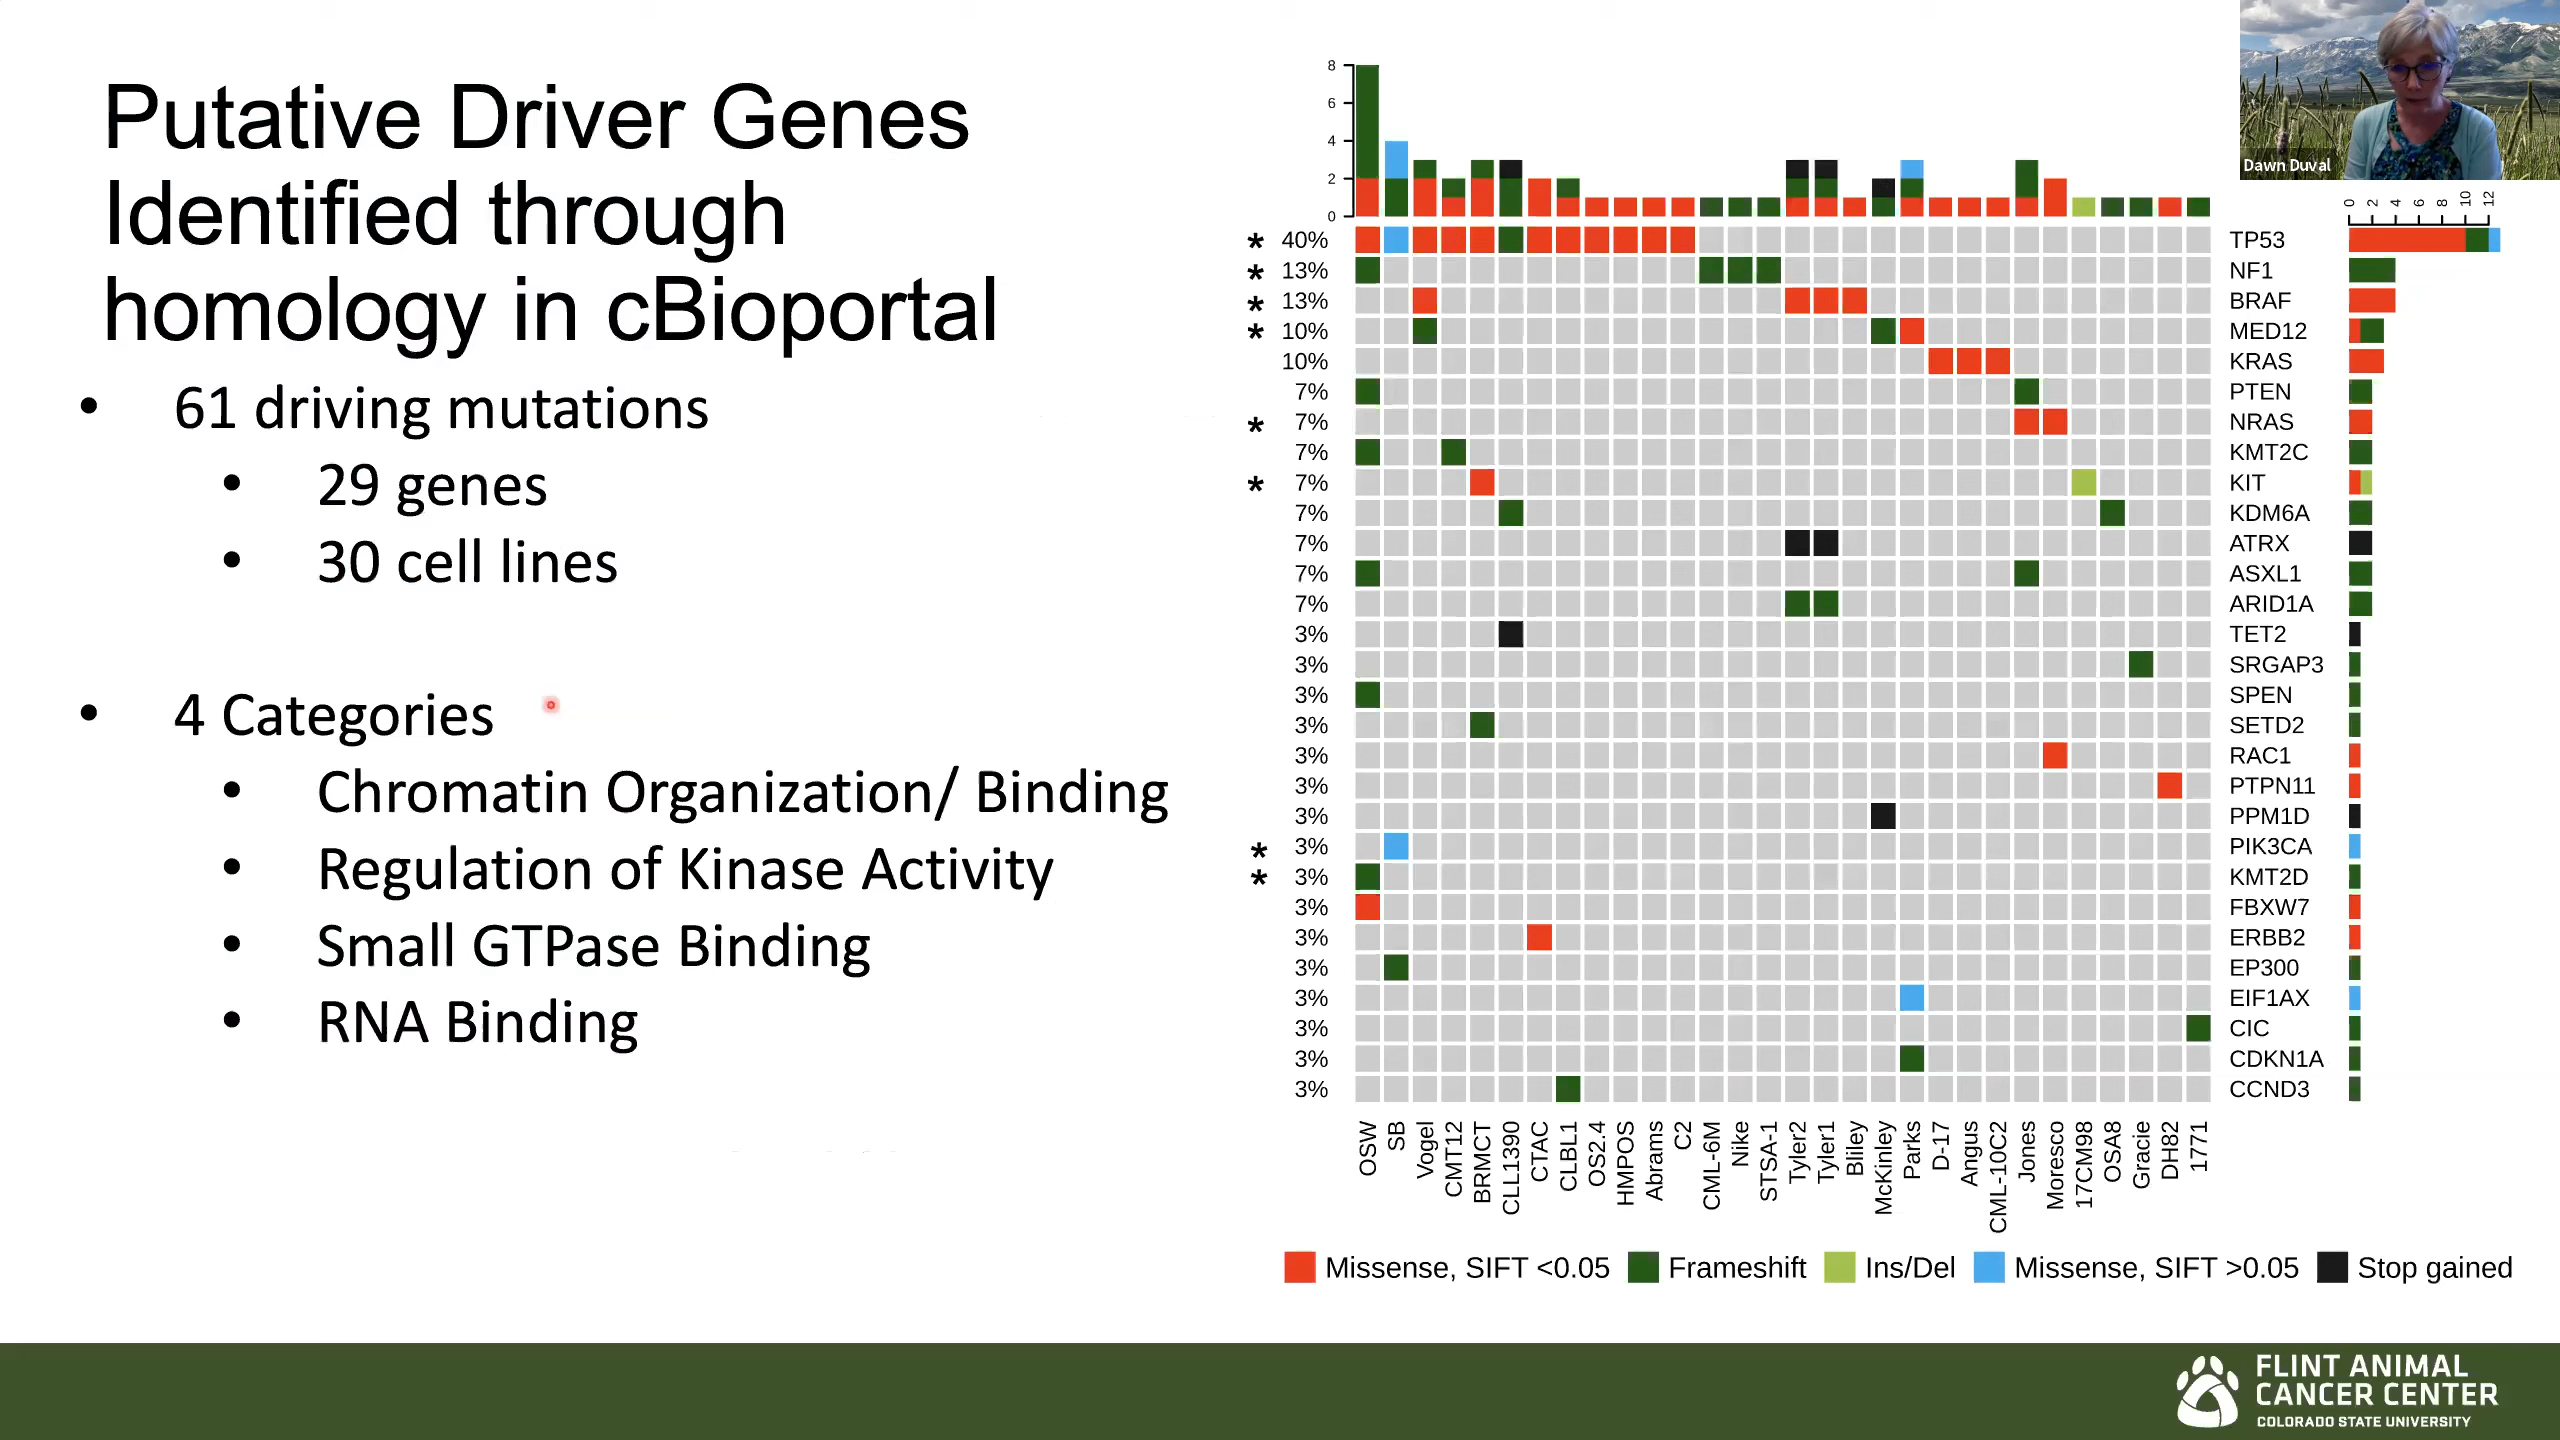 Putative Driver Genes
Identified through
homology in cBioportal
• 61 driving mutations
• 29 genes
• 30 cell lines
• 4 Categories
• Chromatin Organization/ Binding
• Regulation of Kinase Activity
• Small GTPase Binding
• RNA Binding
Dawn Duval
8
6
4
2
0
0 2 4 6 8 10 12
* 40% TP53
* 13% NF1
* 13% BRAF
* 10% MED12
10% KRAS
7% PTEN
* 7% NRAS
7% KMT2C
* 7% KIT
7% KDM6A
7% ATRX
7% ASXL1
7% ARID1A
3% TET2
3% SRGAP3
3% SPEN
3% SETD2
3% RAC1
3% PTPN11
3% PPM1D
* 3% PIK3CA
* 3% KMT2D
3% FBXW7
3% ERBB2
3% EP300
3% EIF1AX
3% CIC
3% CDKN1A
3% CCND3
OSW SB Vogel CMT12 BRMCT CLL1390 CTAC CLBL1 OS2.4 HMPOS Abrams C2 CML-6M Nike STSA-1 Tyler2 Tyler1 Bliley McKinley Parks D-17 Angus CML-10C2 Jones Moresco 17CM98 OSA8 Gracie DH82 1771
Missense, SIFT <0.05 Frameshift Ins/Del Missense, SIFT >0.05 Stop gained
FLINT ANIMAL
CANCER CENTER
COLORADO STATE UNIVERSITY